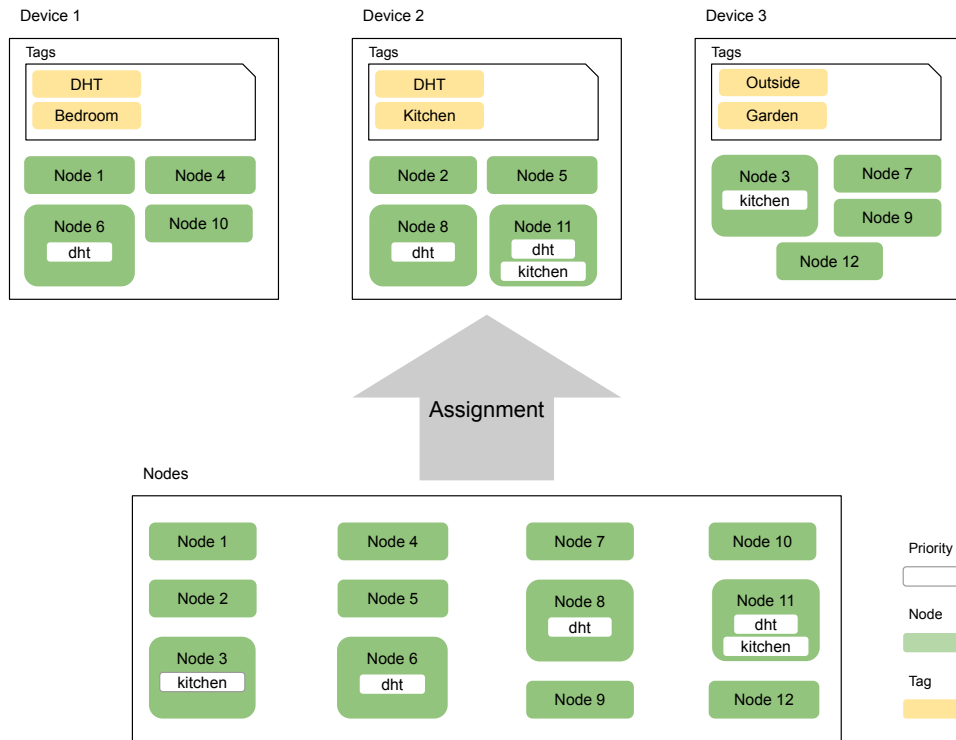 Device 1
Device 2
Device 3
Tags
DHT
Bedroom
Node 1
Node 4
Node 6
dht
Node 10
Tags
DHT
Kitchen
Node 2
Node 5
Node 8
dht
Node 11
dht
kitchen
Tags
Outside
Garden
Node 3
kitchen
Node 7
Node 9
Node 12
Assignment
Nodes
Node 1
Node 4
Node 7
Node 10
Node 2
Node 5
Node 8
dht
Node 11
dht
kitchen
Node 3
kitchen
Node 6
dht
Node 9
Node 12
Priority
Node
Tag